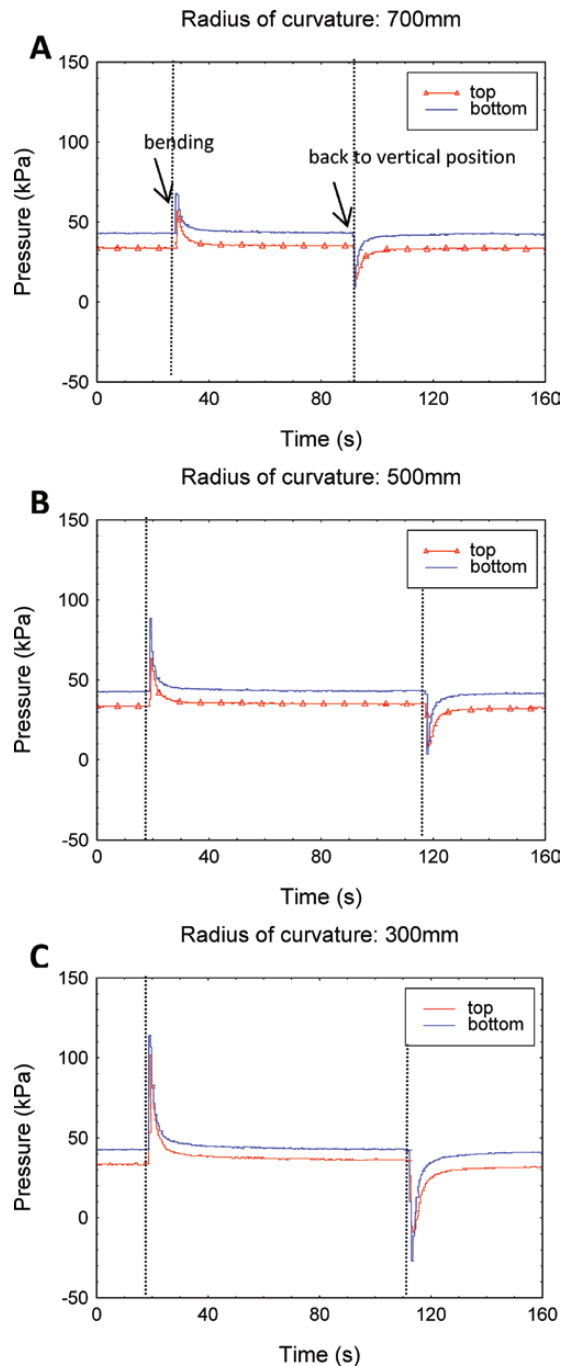 Radius of curvature: 700mm
A
150
100
50
0
-50
Pressure (kPa)
top
bottom
bending
back to vertical position
0 40 80 120 160
Time (s)
Radius of curvature: 500mm
B
150
100
50
0
-50
Pressure (kPa)
top
bottom
0 40 80 120 160
Time (s)
Radius of curvature: 300mm
C
150
100
50
0
-50
Pressure (kPa)
top
bottom
0 40 80 120 160
Time (s)